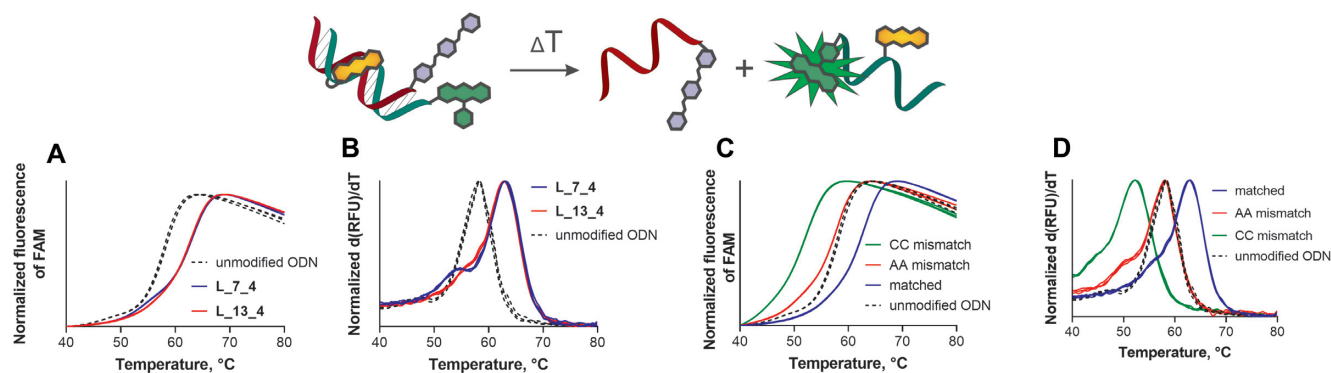 ΔT
+
A
Normalized fluorescence
of FAM
unmodified ODN
L_7_4
L_13_4
40
50
60
70
80
Temperature, °C
B
Normalized d(RFU)/dT
L_7_4
L_13_4
unmodified ODN
40
50
60
70
80
Temperature, °C
C
Normalized fluorescence
of FAM
CC mismatch
AA mismatch
matched
unmodified ODN
40
50
60
70
80
Temperature, °C
D
Normalized d(RFU)/dT
matched
AA mismatch
CC mismatch
unmodified ODN
40
50
60
70
80
Temperature, °C